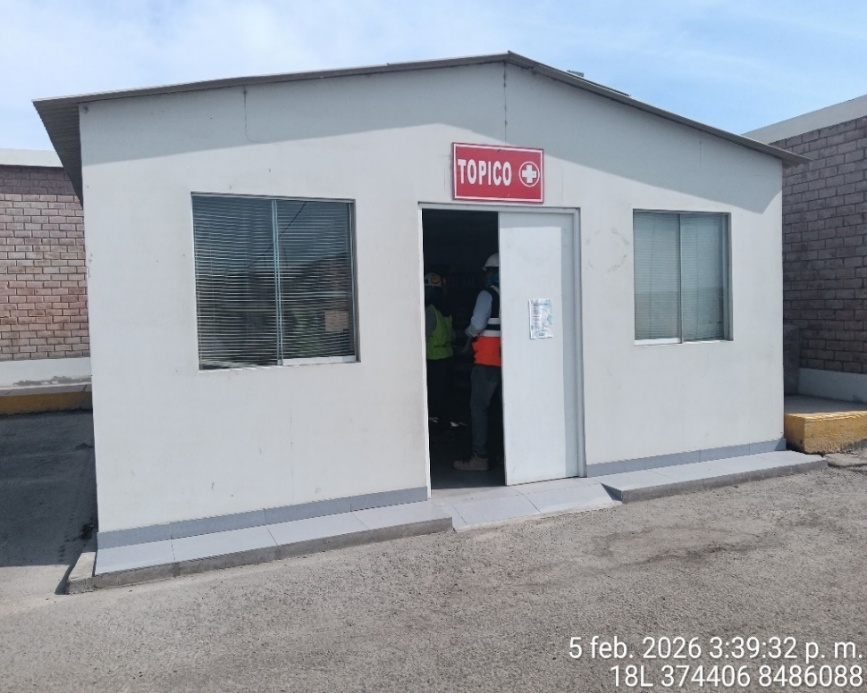 TOPICO
5 feb. 2026 3:39:32 p. m.
18L 374406 8486088